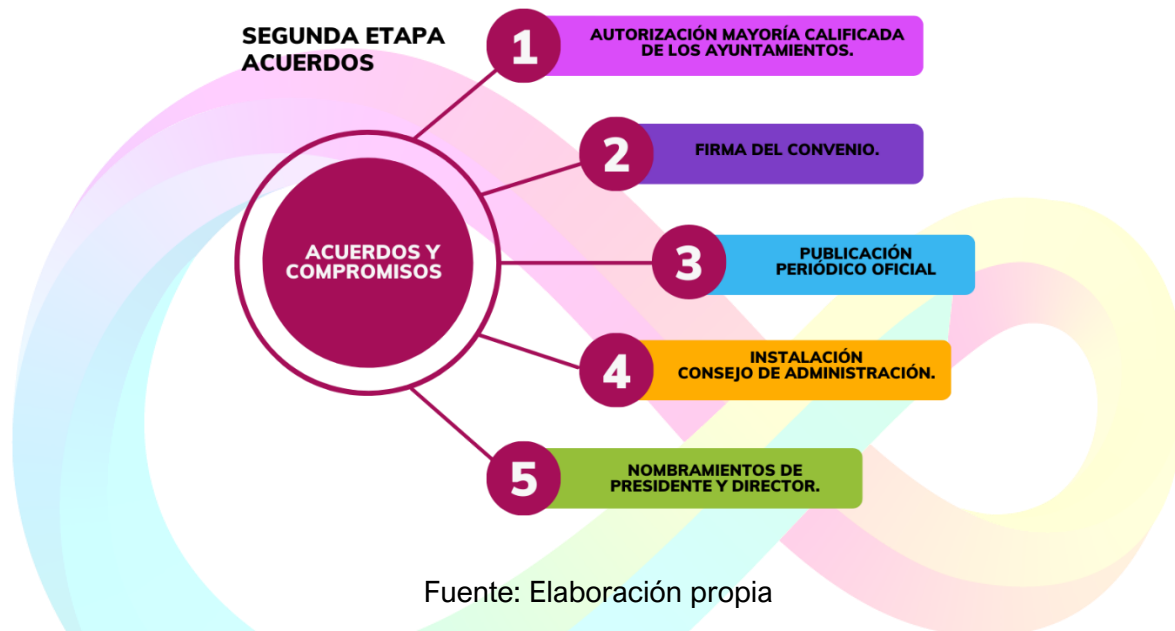 SEGUNDA ETAPA
ACUERDOS
1
AUTORIZACIÓN MAYORÍA CALIFICADA
DE LOS AYUNTAMIENTOS.
2
FIRMA DEL CONVENIO.
ACUERDOS Y
COMPROMISOS
3
PUBLICACIÓN
PERIÓDICO OFICIAL
4
INSTALACIÓN
CONSEJO DE ADMINISTRACIÓN.
5
NOMBRAMIENTOS DE
PRESIDENTE Y DIRECTOR.
Fuente: Elaboración propia